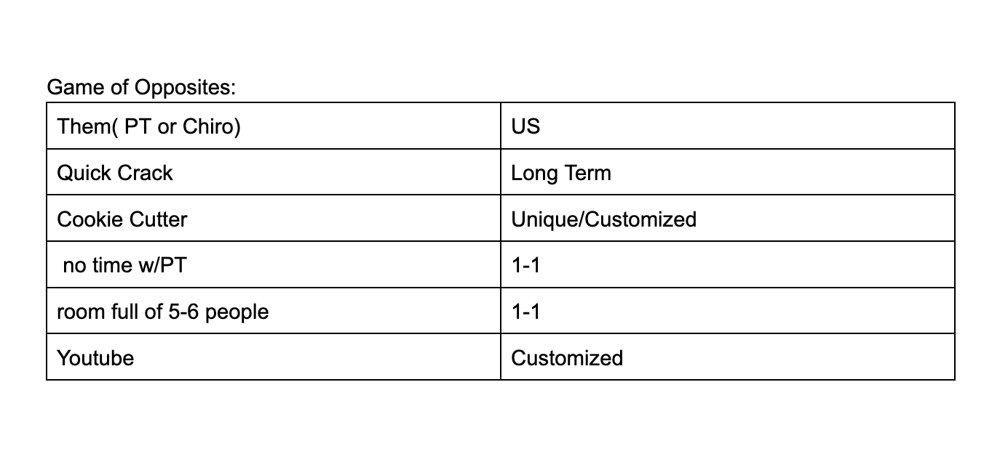 Game of Opposites:
Them( PT or Chiro) US
Quick Crack Long Term
Cookie Cutter Unique/Customized
no time w/PT 1-1
room full of 5-6 people 1-1
Youtube Customized